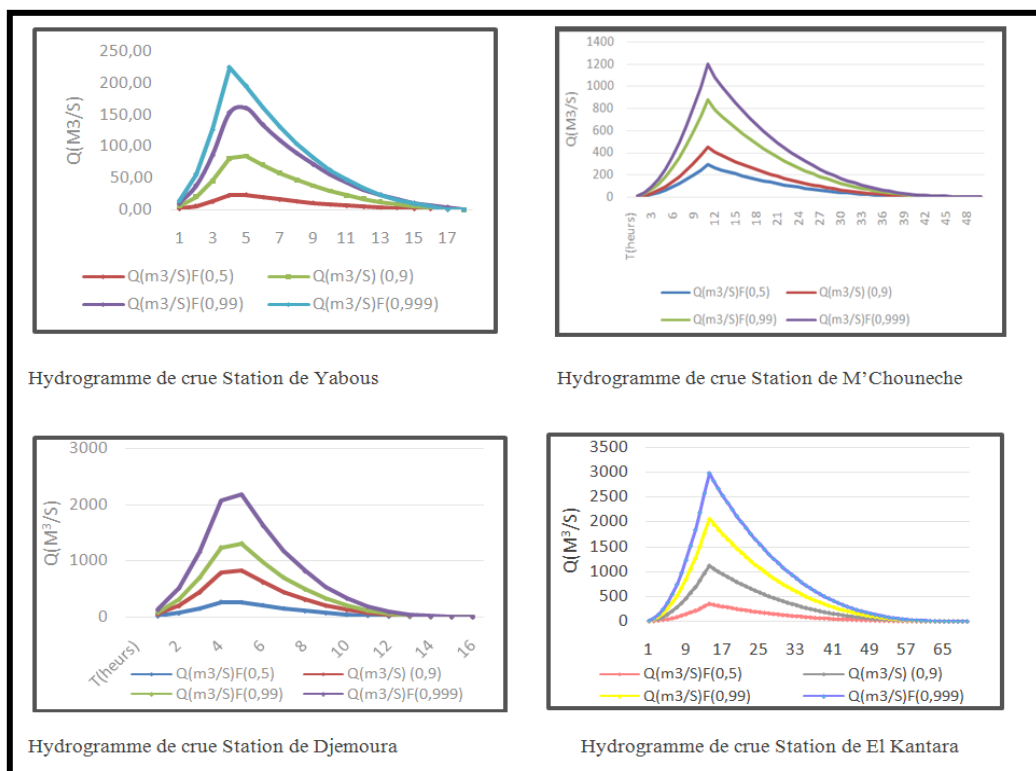 250,00
200,00
150,00
100,00
50,00
0,00
Q(M3/S)
1 3 5 7 9 11 13 15 17
Q(m3/S)F(0,5) Q(m3/S) (0,9)
Q(m3/S)F(0,99) Q(m3/S)F(0,999)
Hydrogramme de crue Station de Yabous
1400
1200
1000
800
600
400
200
0
Q(M3/S)
T(heurs) 3 6 9 12 15 18 21 24 27 30 33 36 39 42 45 48
Q(m3/S)F(0,5) Q(m3/S) (0,9)
Q(m3/S)F(0,99) Q(m3/S)F(0,999)
Hydrogramme de crue Station de M’Chouneche
3000
2000
1000
0
Q(M³/S)
T(heurs) 2 4 6 8 10 12 14 16
Q(m3/S)F(0,5) Q(m3/S) (0,9)
Q(m3/S)F(0,99) Q(m3/S)F(0,999)
Hydrogramme de crue Station de Djemoura
3500
3000
2500
2000
1500
1000
500
0
Q(M³/S)
1 9 17 25 33 41 49 57 65
Q(m3/S)F(0,5) Q(m3/S) (0,9)
Q(m3/S)F(0,99) Q(m3/S)F(0,999)
Hydrogramme de crue Station de El Kantara